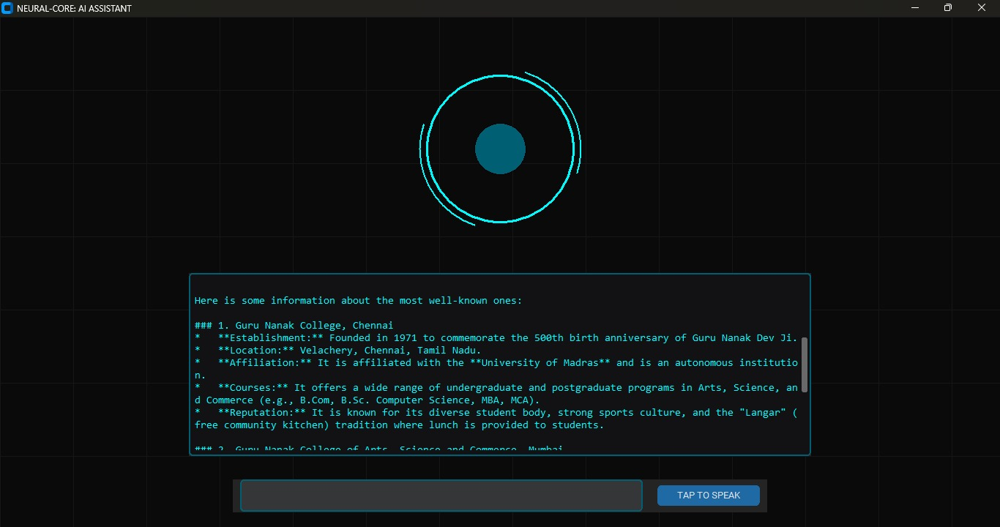 NEURAL-CORE: AI ASSISTANT
Here is some information about the most well-known ones:
### 1. Guru Nanak College, Chennai
*   **Establishment:** Founded in 1971 to commemorate the 500th birth anniversary of Guru Nanak Dev Ji.
*   **Location:** Velachery, Chennai, Tamil Nadu.
*   **Affiliation:** It is affiliated with the **University of Madras** and is an autonomous institutio
n.
*   **Courses:** It offers a wide range of undergraduate and postgraduate programs in Arts, Science, an
d Commerce (e.g., B.Com, B.Sc. Computer Science, MBA, MCA).
*   **Reputation:** It is known for its diverse student body, strong sports culture, and the "Langar" (
free community kitchen) tradition where lunch is provided to students.
### 2. Guru Nanak College of Arts, Science and Commerce, Mumbai
TAP TO SPEAK